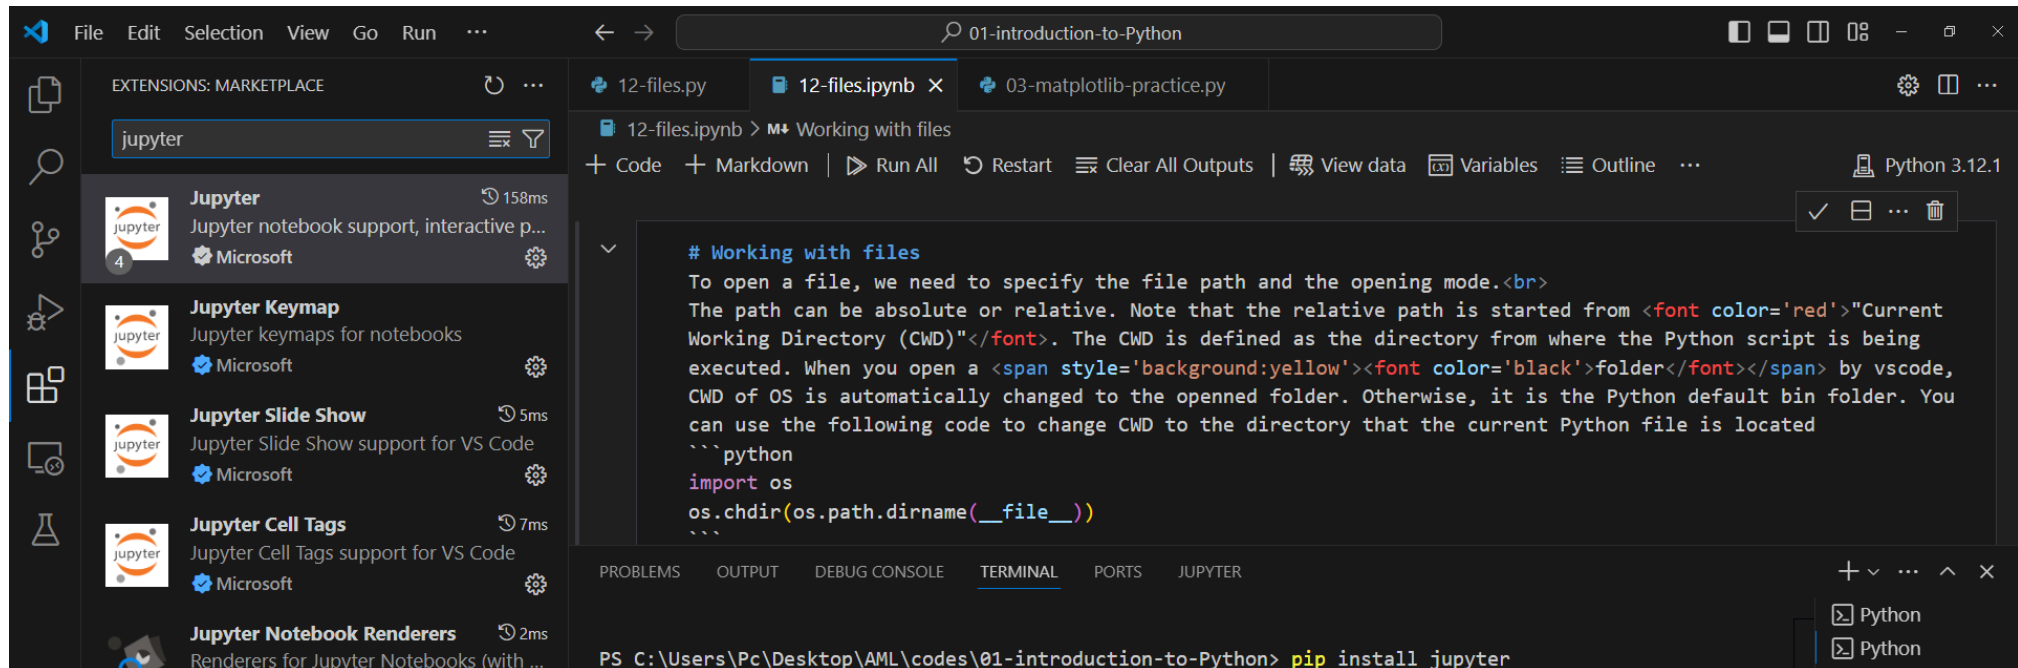 File Edit Selection View Go Run ···
01-introduction-to-Python
EXTENSIONS: MARKETPLACE
jupyter
Jupyter 158ms
Jupyter notebook support, interactive p...
Microsoft
jupyter
4
Jupyter Keymap
Jupyter keymaps for notebooks
Microsoft
jupyter
Jupyter Slide Show 5ms
Jupyter Slide Show support for VS Code
Microsoft
jupyter
Jupyter Cell Tags 7ms
Jupyter Cell Tags support for VS Code
Microsoft
jupyter
Jupyter Notebook Renderers 2ms
Renderers for Jupyter Notebooks (with ...
12-files.py 12-files.ipynb 03-matplotlib-practice.py
12-files.ipynb > M↓ Working with files
+ Code + Markdown | Run All Restart Clear All Outputs | View data Variables Outline ··· Python 3.12.1
# Working with files
To open a file, we need to specify the file path and the opening mode.<br>
The path can be absolute or relative. Note that the relative path is started from <font color='red'>"Current
Working Directory (CWD)"</font>. The CWD is defined as the directory from where the Python script is being
executed. When you open a <span style='background:yellow'><font color='black'>folder</font></span> by vscode,
CWD of OS is automatically changed to the openned folder. Otherwise, it is the Python default bin folder. You
can use the following code to change CWD to the directory that the current Python file is located
```python
import os
os.chdir(os.path.dirname(__file__))
```
PROBLEMS OUTPUT DEBUG CONSOLE TERMINAL PORTS JUPYTER
PS C:\Users\Pc\Desktop\AML\codes\01-introduction-to-Python> pip install jupyter
Python
Python